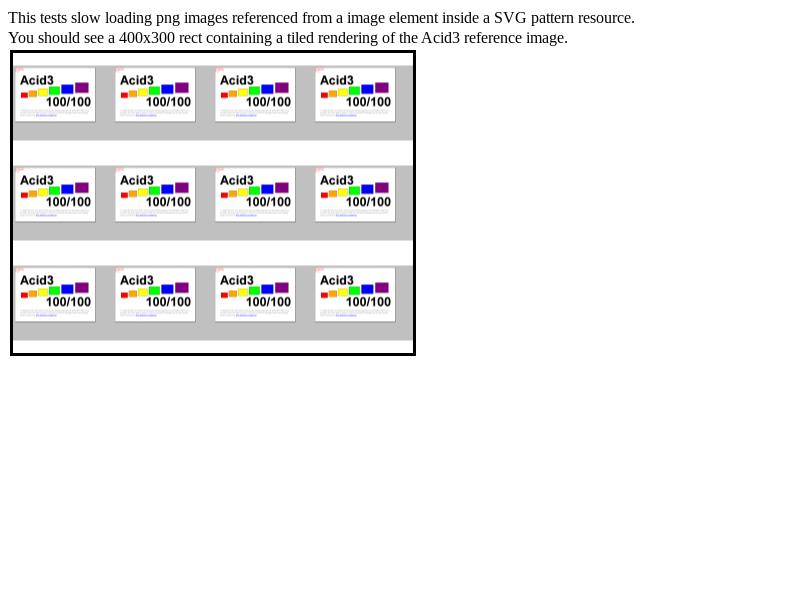 This tests slow loading png images referenced from a image element inside a SVG pattern resource.
You should see a 400x300 rect containing a tiled rendering of the Acid3 reference image.
Acid3 Acid3 Acid3 Acid3
100/100 100/100 100/100 100/100
Acid3 Acid3 Acid3 Acid3
100/100 100/100 100/100 100/100
Acid3 Acid3 Acid3 Acid3
100/100 100/100 100/100 100/100